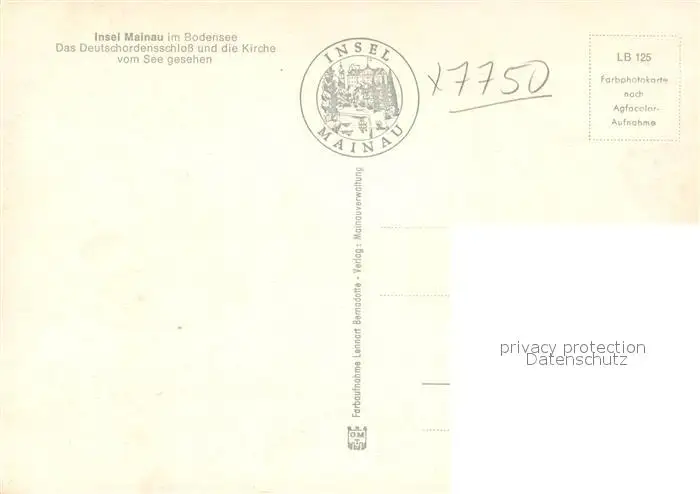 Insel Mainau im Bodensee
Das Deutschordensschloß und die Kirche
vom See gesehen
INSEL
MAINAU
x7750
LB 125
Farbphotokarte
nach
Agfacolor-
Aufnahme
Farbaufnahme Lennart Bernadotte - Verlag: Mainauverwaltung
privacy protection
Datenschutz